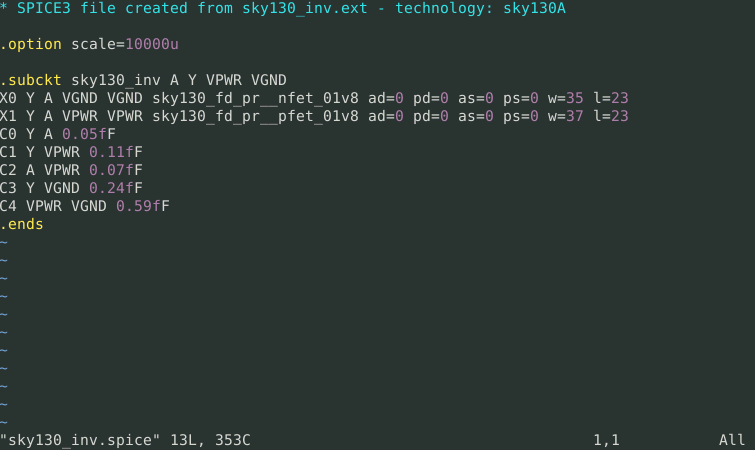 * SPICE3 file created from sky130_inv.ext - technology: sky130A
.option scale=10000u
.subckt sky130_inv A Y VPWR VGND
X0 Y A VGND VGND sky130_fd_pr__nfet_01v8 ad=0 pd=0 as=0 ps=0 w=35 l=23
X1 Y A VPWR VPWR sky130_fd_pr__pfet_01v8 ad=0 pd=0 as=0 ps=0 w=37 l=23
C0 Y A 0.05fF
C1 Y VPWR 0.11fF
C2 A VPWR 0.07fF
C3 Y VGND 0.24fF
C4 VPWR VGND 0.59fF
.ends
~
~
~
~
~
~
~
~
~
~
~
"sky130_inv.spice" 13L, 353C 1,1 All